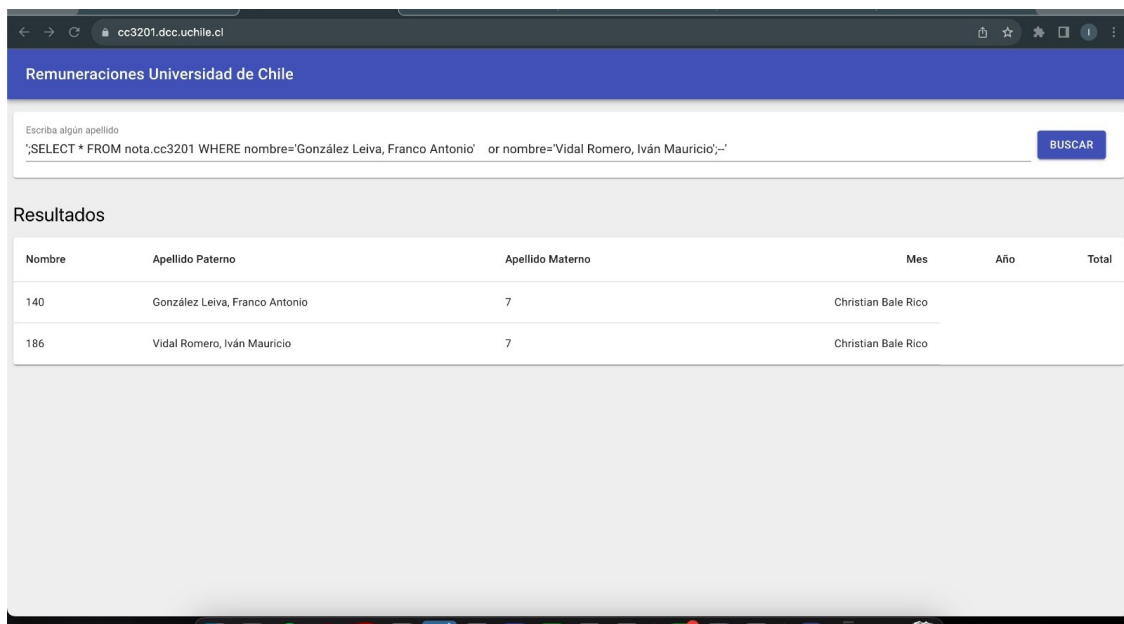 cc3201.dcc.uchile.cl
Remuneraciones Universidad de Chile
Escriba algún apellido
';SELECT * FROM nota.cc3201 WHERE nombre='González Leiva, Franco Antonio'   or nombre='Vidal Romero, Iván Mauricio';--'
BUSCAR
Resultados
Nombre Apellido Paterno Apellido Materno Mes Año Total
140 González Leiva, Franco Antonio 7 Christian Bale Rico
186 Vidal Romero, Iván Mauricio 7 Christian Bale Rico